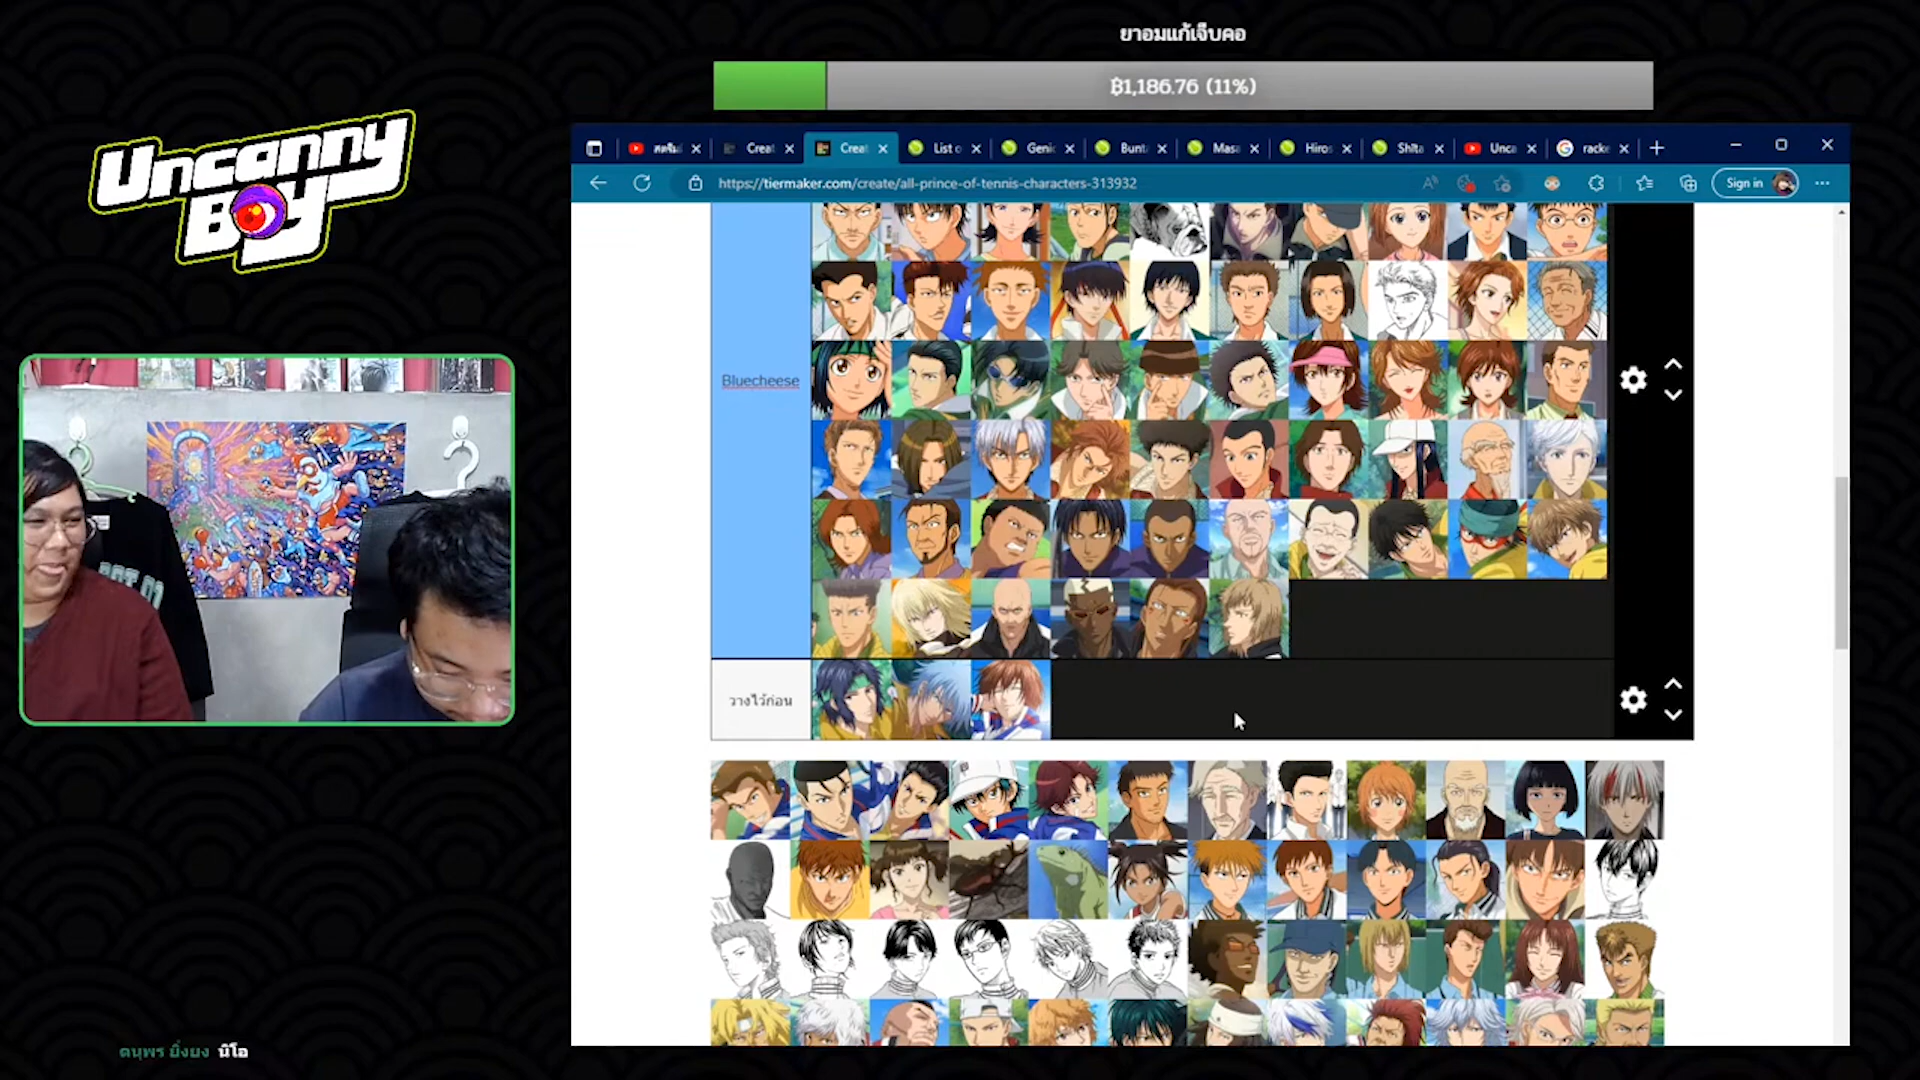 ยาอมแก้เจ็บคอ
฿1,186.76 (11%)
Uncanny
Boy
Creat
Creat
List o
Genic
Bunt
Masa
Hiros
Shita
Unca
racke
https://tiermaker.com/create/all-prince-of-tennis-characters-313932
Sign in
Bluecheese
วางไว้ก่อน
ดนุพร ยิ่งยง นิโอ